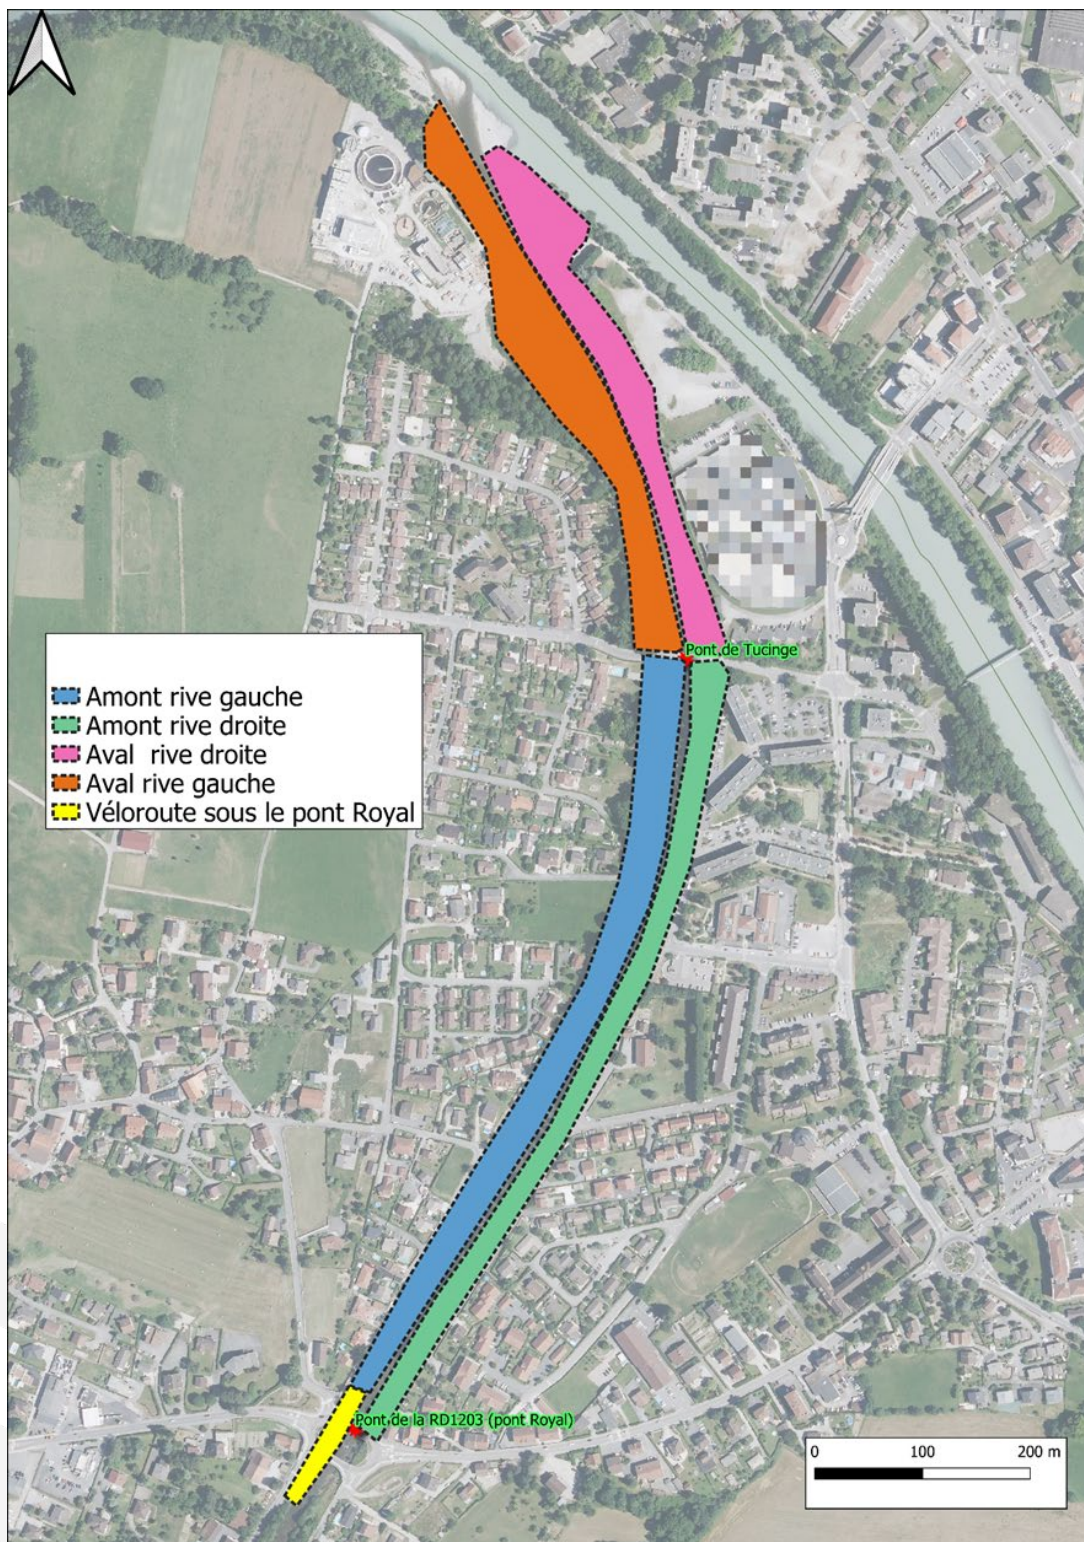 Pont de Tucinge
Amont rive gauche
Amont rive droite
Aval rive droite
Aval rive gauche
Véloroute sous le pont Royal
Pont de la RD1203 (pont Royal)
0 100 200 m